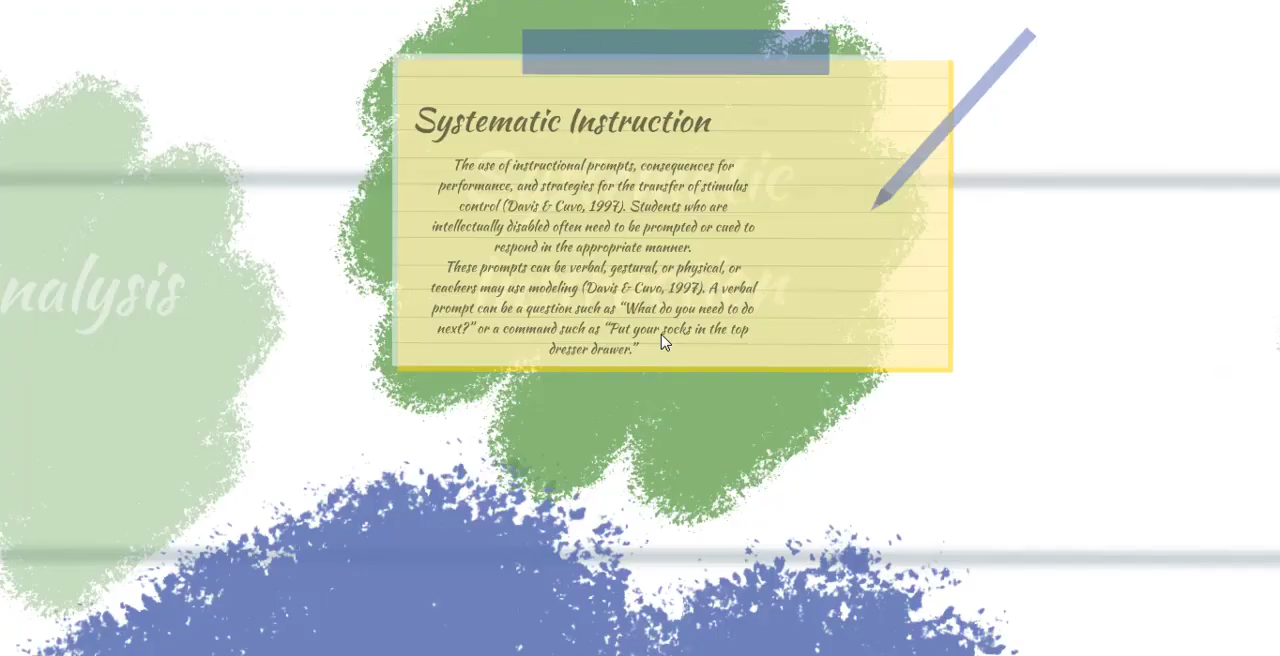 Systematic Instruction
The use of instructional prompts, consequences for
performance, and strategies for the transfer of stimulus
control (Davis & Cuvo, 1997). Students who are
intellectually disabled often need to be prompted or cued to
respond in the appropriate manner.
These prompts can be verbal, gestural, or physical, or
teachers may use modeling (Davis & Cuvo, 1997). A verbal
prompt can be a question such as “What do you need to do
next?” or a command such as “Put your socks in the top
dresser drawer.”
nalysis